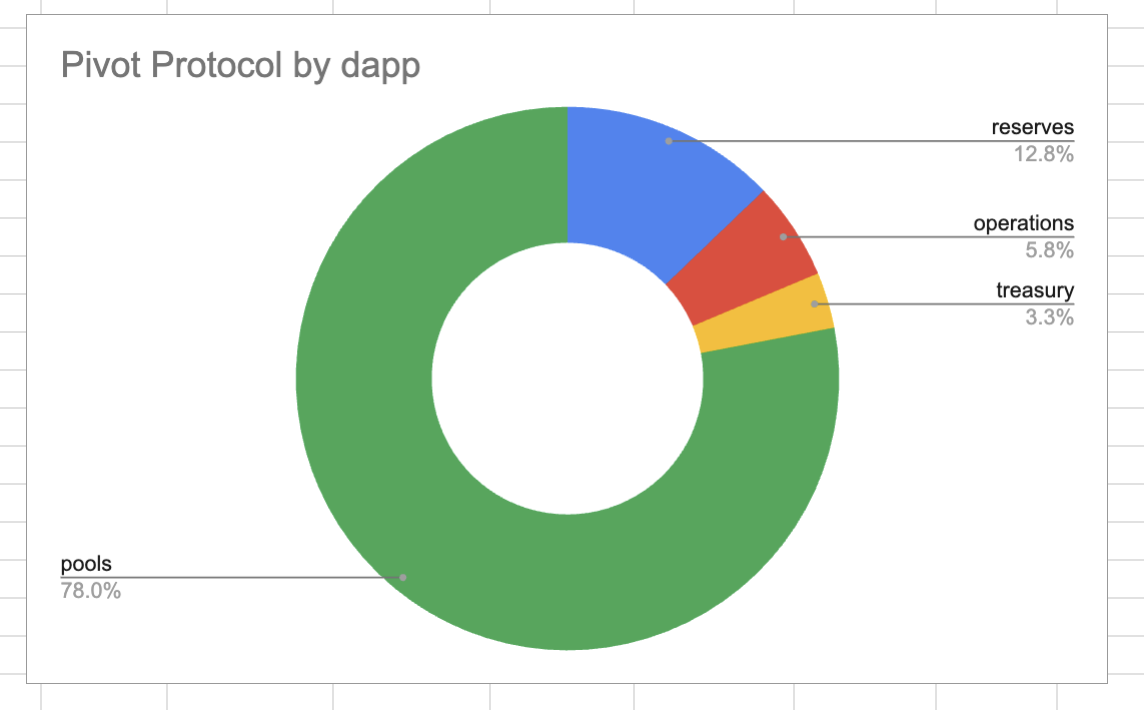 Pivot Protocol by dapp
reserves
12.8%
operations
5.8%
treasury
3.3%
pools
78.0%